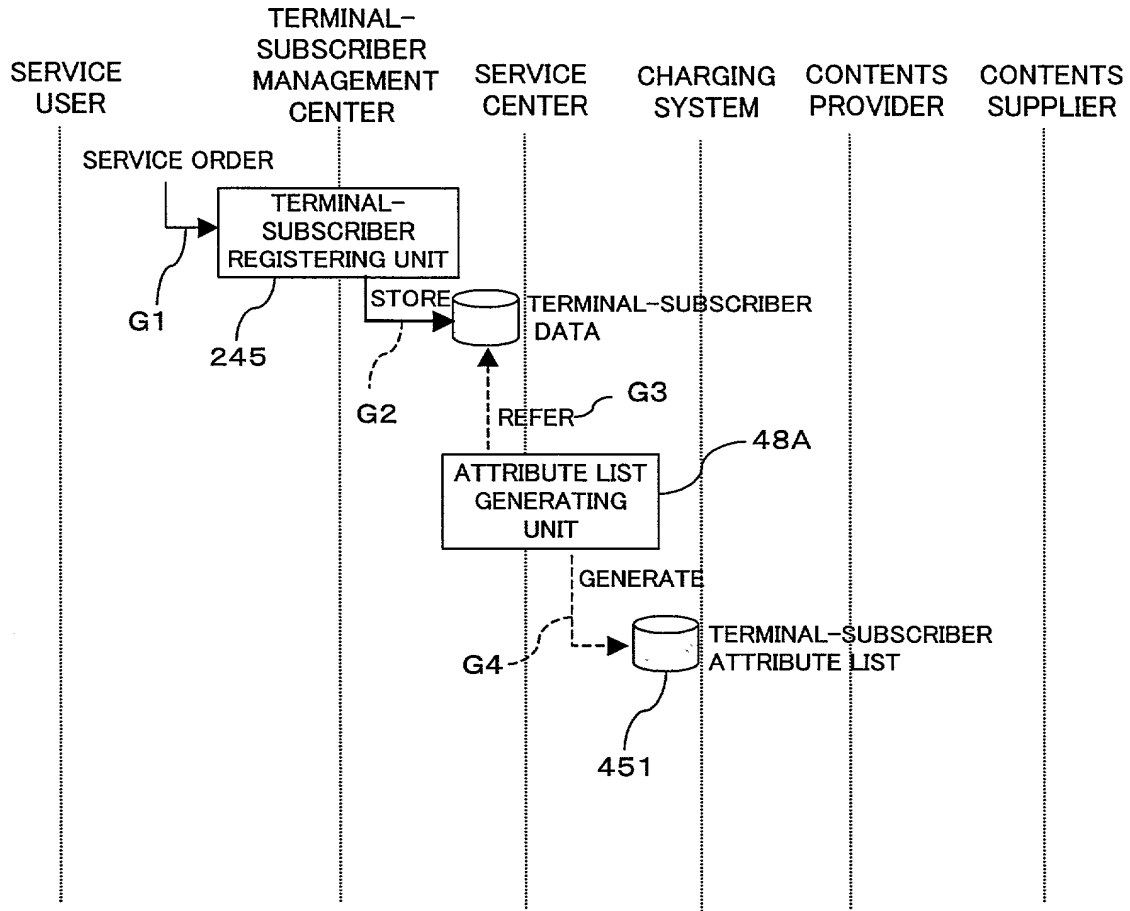 SERVICE
USER
TERMINAL-
SUBSCRIBER
MANAGEMENT
CENTER
SERVICE
CENTER
CHARGING
SYSTEM
CONTENTS
PROVIDER
CONTENTS
SUPPLIER
SERVICE ORDER
G1
TERMINAL-
SUBSCRIBER
REGISTERING UNIT
245
STORE
G2
TERMINAL-SUBSCRIBER
DATA
REFER
G3
48A
ATTRIBUTE LIST
GENERATING
UNIT
GENERATE
G4
TERMINAL-SUBSCRIBER
ATTRIBUTE LIST
451